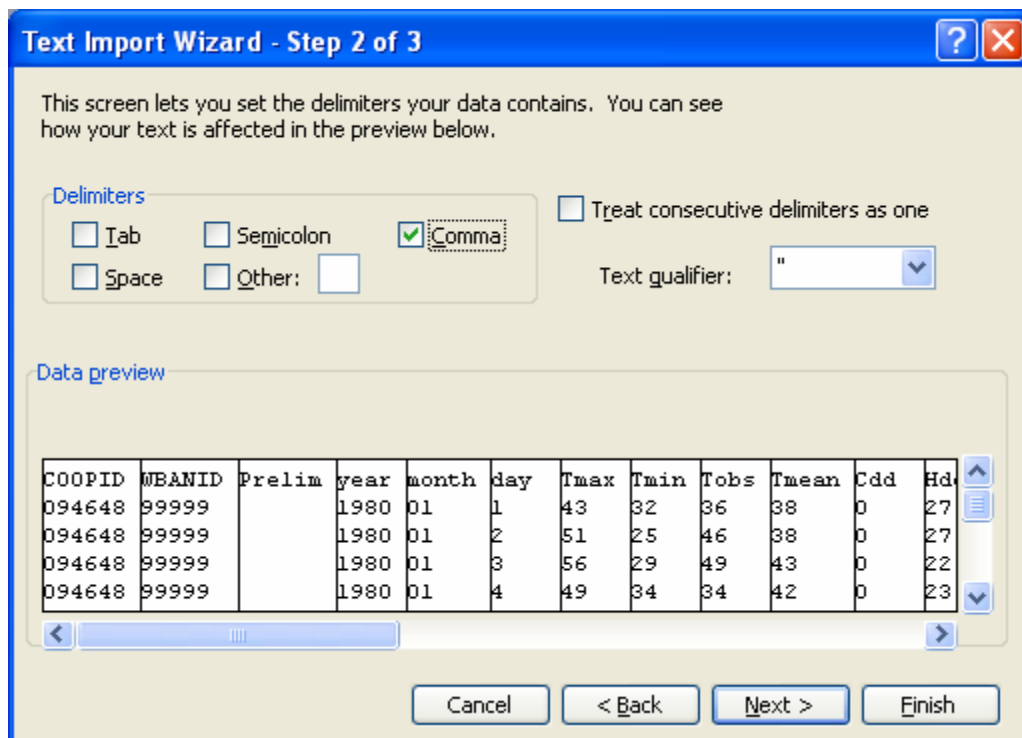 Text Import Wizard - Step 2 of 3
This screen lets you set the delimiters your data contains. You can see
how your text is affected in the preview below.
Delimiters
Tab Semicolon Comma
Space Other:
Treat consecutive delimiters as one
Text qualifier: "
Data preview
COOPID WBANID Prelim year month day Tmax Tmin Tobs Tmean Cdd
094648 99999 1980 01 1 43 32 36 38 0 27
094648 99999 1980 01 2 51 25 46 38 0 27
094648 99999 1980 01 3 56 29 49 43 0 22
094648 99999 1980 01 4 49 34 34 42 0 23
Cancel < Back Next > Finish